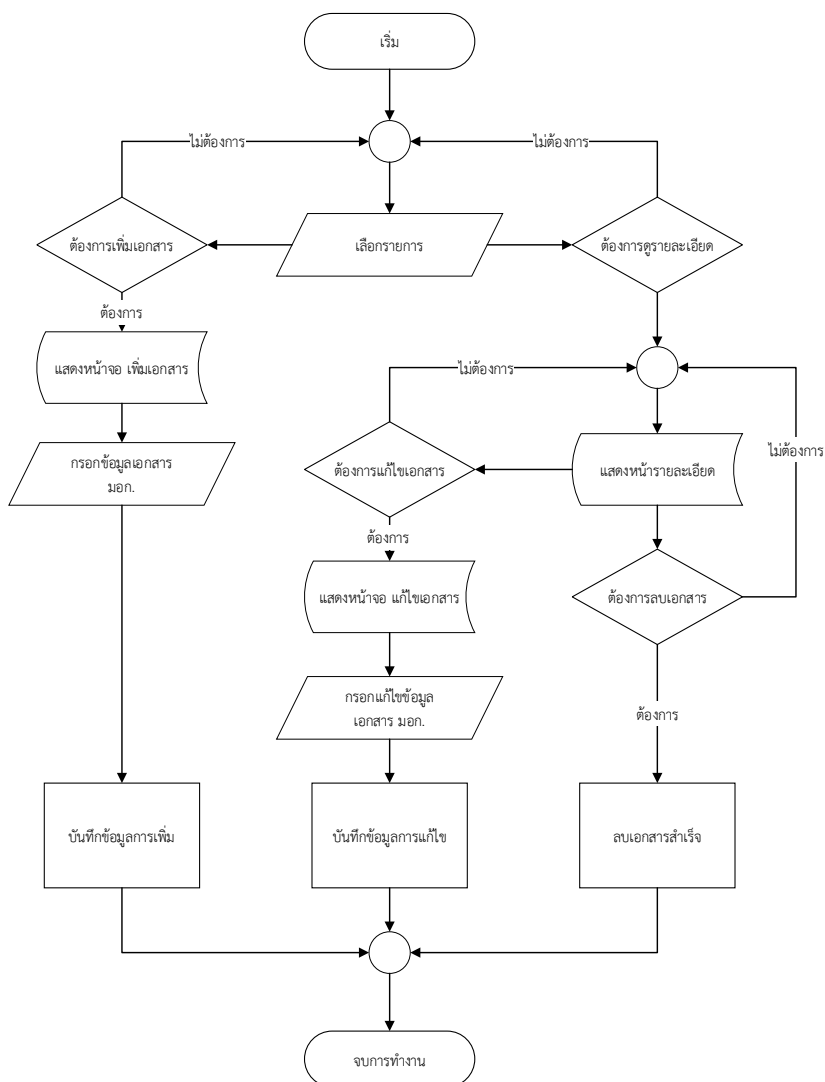 เริ่ม
ไม่ต้องการ
ไม่ต้องการ
ต้องการเพิ่มเอกสาร
เลือกรายการ
ต้องการดูรายละเอียด
ต้องการ
แสดงหน้าจอ เพิ่มเอกสาร
ไม่ต้องการ
ไม่ต้องการ
กรอกข้อมูลเอกสาร
มอก.
ต้องการแก้ไขเอกสาร
แสดงหน้ารายละเอียด
ต้องการ
แสดงหน้าจอ แก้ไขเอกสาร
ต้องการลบเอกสาร
กรอกแก้ไขข้อมูล
เอกสาร มอก.
ต้องการ
บันทึกข้อมูลการเพิ่ม
บันทึกข้อมูลการแก้ไข
ลบเอกสารสำเร็จ
จบการทำงาน